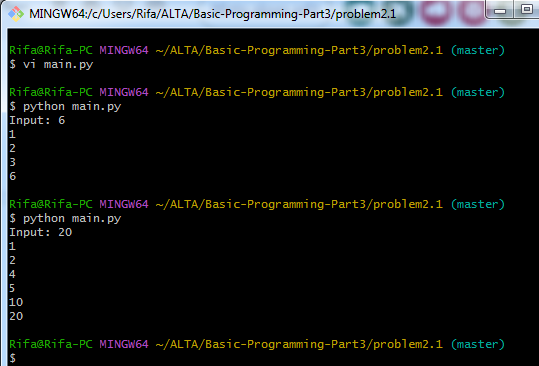 MINGW64:/c/Users/Rifa/ALTA/Basic-Programming-Part3/problem2.1
Rifa@Rifa-PC MINGW64 ~/ALTA/Basic-Programming-Part3/problem2.1 (master)
$ vi main.py
Rifa@Rifa-PC MINGW64 ~/ALTA/Basic-Programming-Part3/problem2.1 (master)
$ python main.py
Input: 6
1
2
3
6
Rifa@Rifa-PC MINGW64 ~/ALTA/Basic-Programming-Part3/problem2.1 (master)
$ python main.py
Input: 20
1
2
4
5
10
20
Rifa@Rifa-PC MINGW64 ~/ALTA/Basic-Programming-Part3/problem2.1 (master)
$